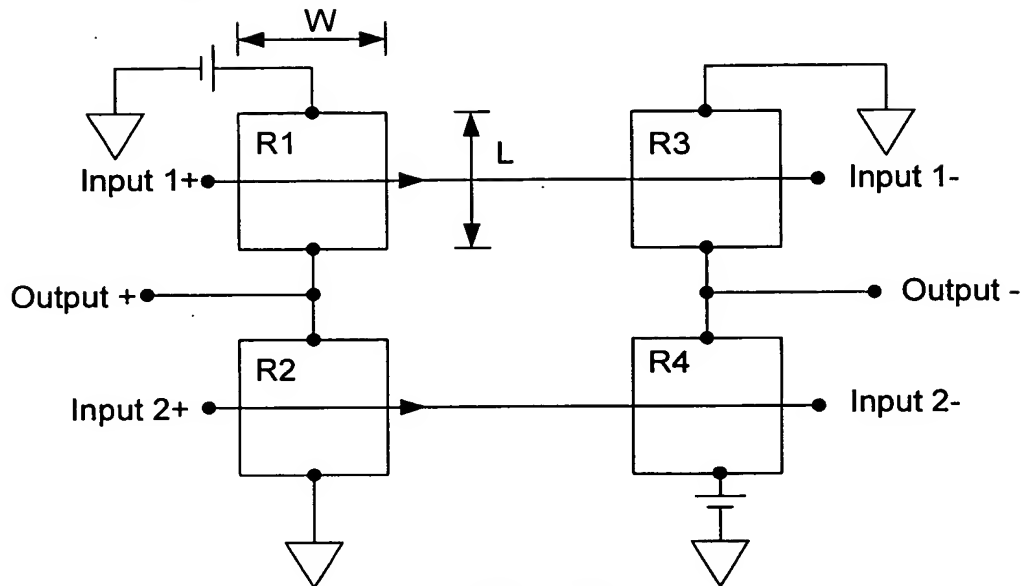 W
R1
L
R3
Input 1+
Input 1-
Output +
Output -
R2
R4
Input 2+
Input 2-